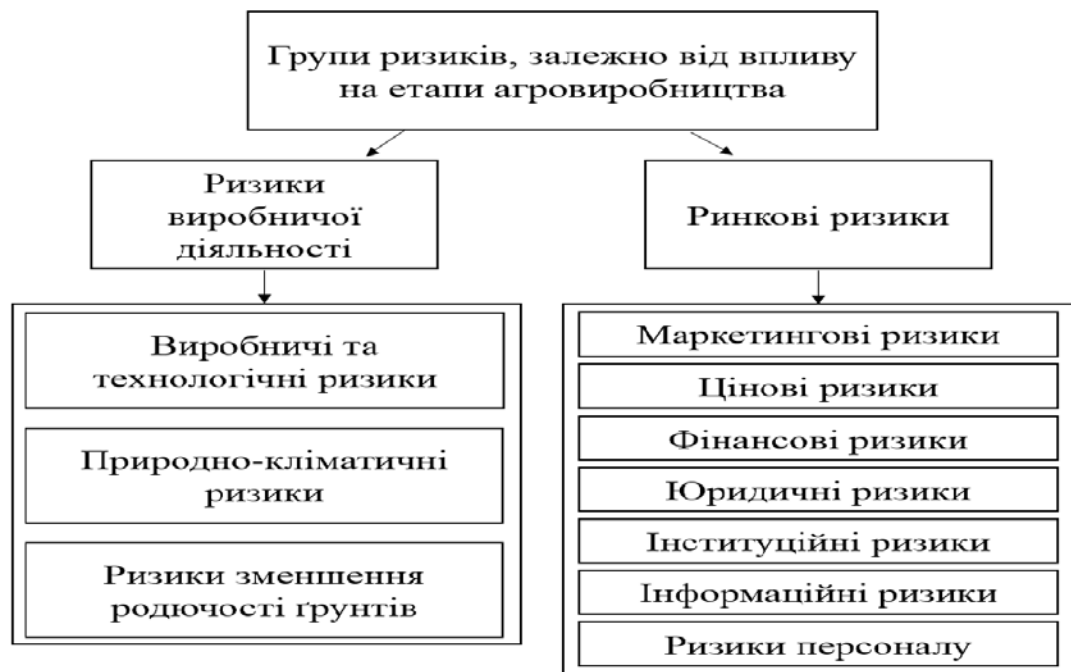 Групи ризиків, залежно від впливу
на етапи агровиробництва
Ризики
виробничої
діяльності
Ринкові ризики
Виробничі та
технологічні ризики
Природно-кліматичні
ризики
Ризики зменшення
родючості ґрунтів
Маркетингові ризики
Цінові ризики
Фінансові ризики
Юридичні ризики
Інституційні ризики
Інформаційні ризики
Ризики персоналу